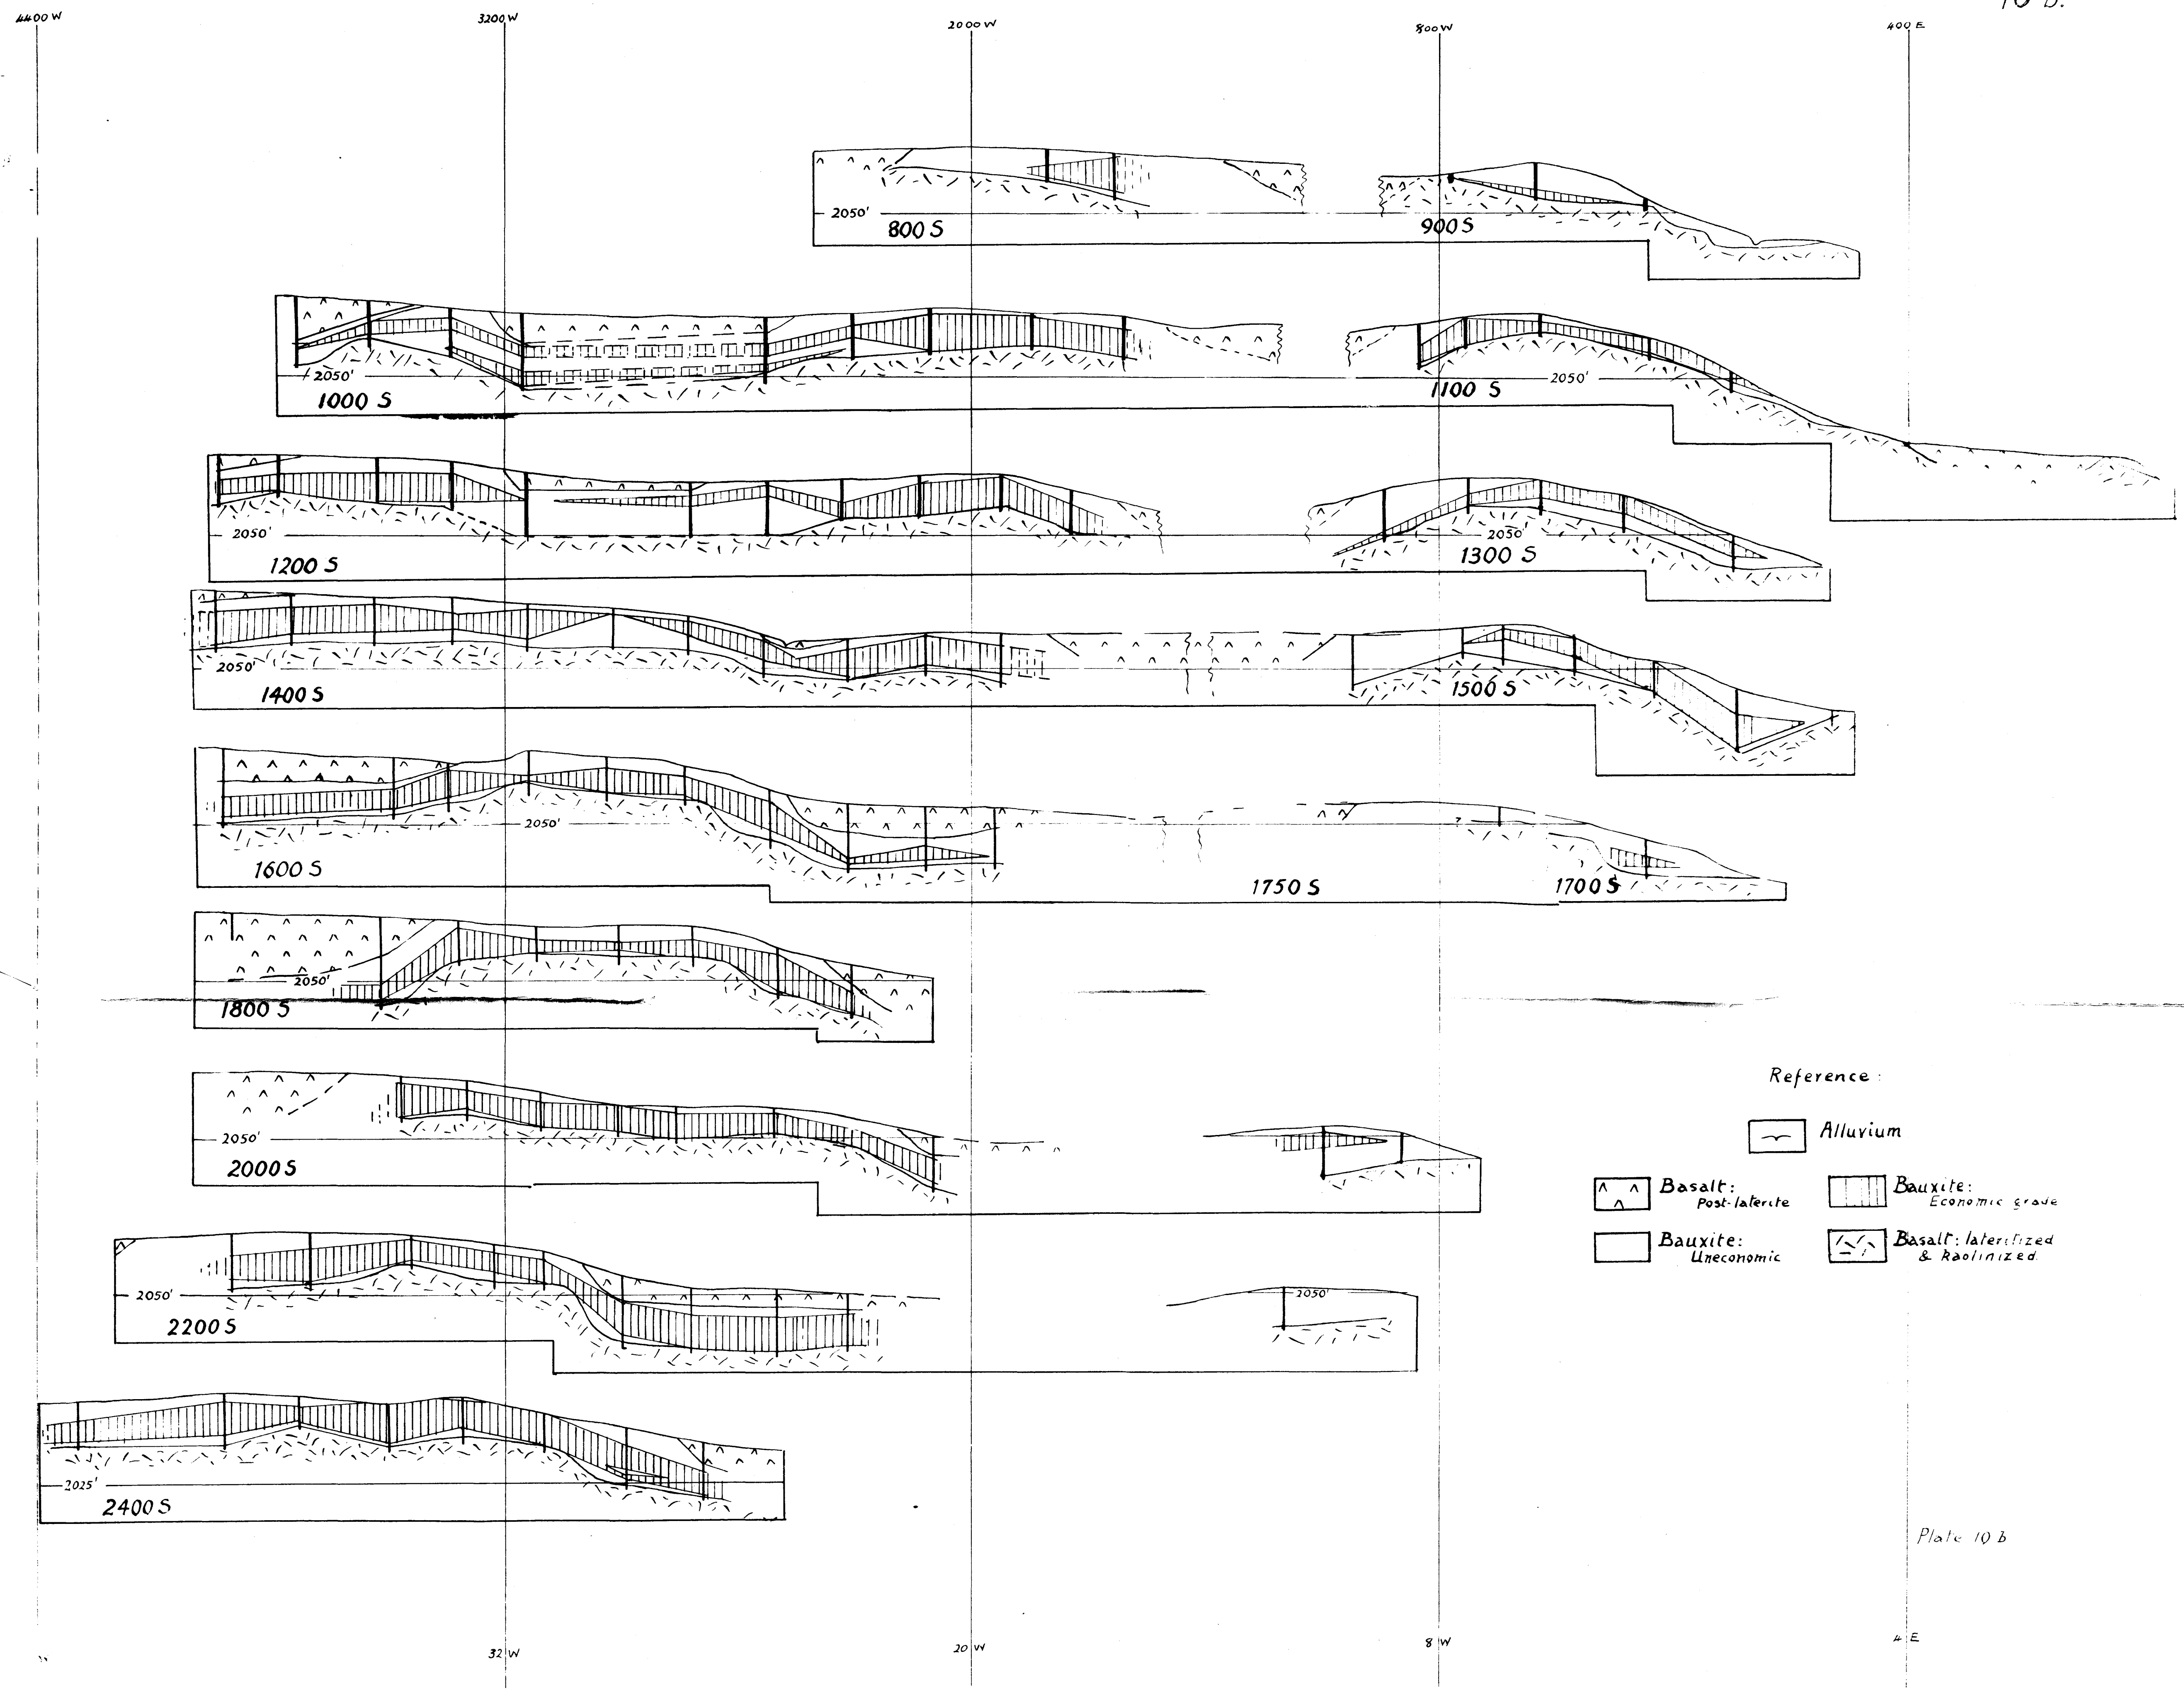 10 b.
4400 W
3200 W
2000 W
800 W
400 E
2050'
800 S
900 S
2050'
1000 S
1100 S
2050'
2050'
1200 S
2050'
1300 S
2050'
1400 S
1500 S
2050'
1600 S
?
1750 S
1700 S
2050'
1800 S
2050'
2000 S
Reference:
Alluvium
Basalt:
Post-laterite
Bauxite:
Economic grade
Bauxite:
Uneconomic
Basalt: lateritized
& kaolinized.
2050'
2200 S
2050'
2025'
2400 S
Plate 10 b
32 W
20 W
8 W
4 E